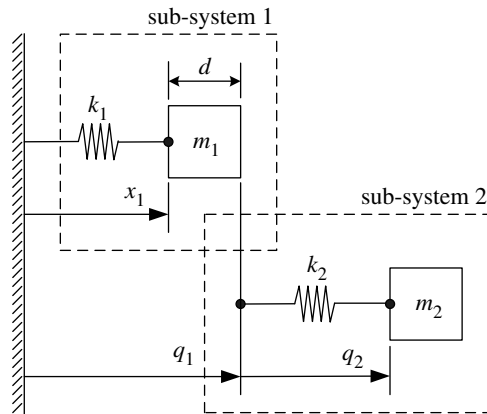 sub-system 1
d
k₁
m₁
x₁
sub-system 2
k₂
m₂
q₁
q₂